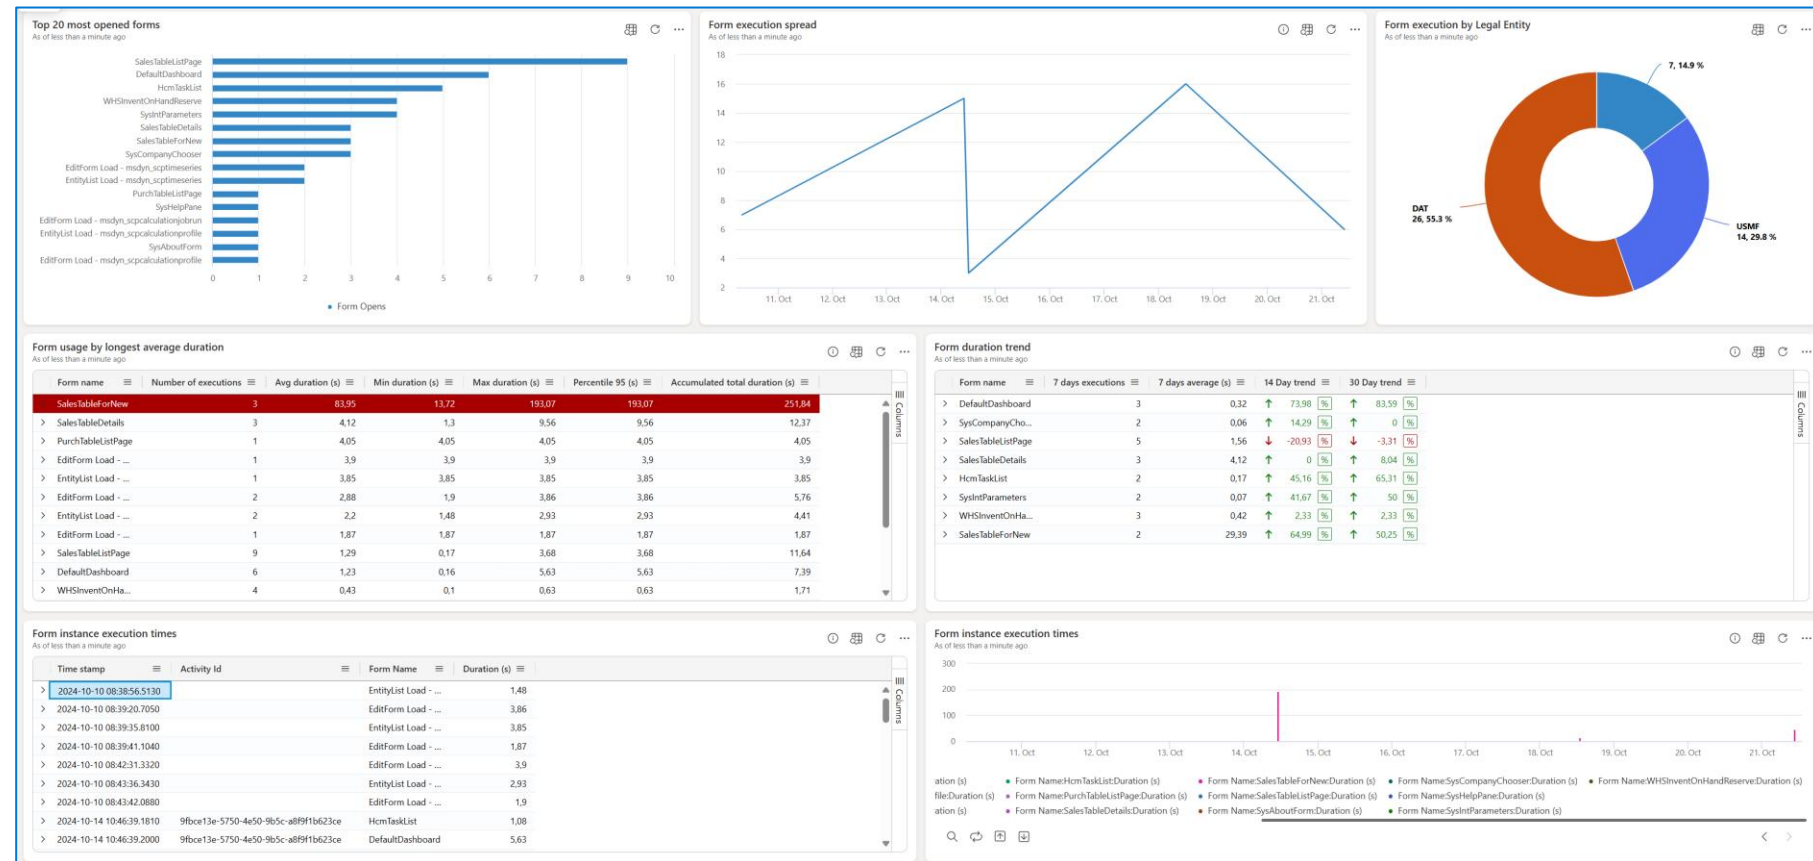 Top 20 most opened forms
As of less than a minute ago
SalesTableListPage
DefaultDashboard
HcmTaskList
WHSInventOnHandReserve
SysIntParameters
SalesTableDetails
SalesTableForNew
SysCompanyChooser
EditForm Load - msdyn_scptimeseries
EntityList Load - msdyn_scptimeseries
PurchTableListPage
SysHelpPane
EditForm Load - msdyn_scpcalculationjobrun
EntityList Load - msdyn_scpcalculationprofile
SysAboutForm
EditForm Load - msdyn_scpcalculationprofile
0 1 2 3 4 5 6 7 8 9 10
Form Opens
Form execution spread
As of less than a minute ago
18
16
14
12
10
8
6
4
2
11. Oct 12. Oct 13. Oct 14. Oct 15. Oct 16. Oct 17. Oct 18. Oct 19. Oct 20. Oct 21. Oct
Form execution by Legal Entity
As of less than a minute ago
7, 14.9 %
DAT
26, 55.3 %
USMF
14, 29.8 %
Form usage by longest average duration
As of less than a minute ago
Form name Number of executions Avg duration (s) Min duration (s) Max duration (s) Percentile 95 (s) Accumulated total duration (s)
SalesTableForNew 3 83,95 13,72 193,07 193,07 251,84
SalesTableDetails 3 4,12 1,3 9,56 9,56 12,37
PurchTableListPage 1 4,05 4,05 4,05 4,05 4,05
EditForm Load - ... 1 3,9 3,9 3,9 3,9 3,9
EntityList Load - ... 1 3,85 3,85 3,85 3,85 3,85
EditForm Load - ... 2 2,88 1,9 3,86 3,86 5,76
EntityList Load - ... 2 2,2 1,48 2,93 2,93 4,41
EditForm Load - ... 1 1,87 1,87 1,87 1,87 1,87
SalesTableListPage 9 1,29 0,17 3,68 3,68 11,64
DefaultDashboard 6 1,23 0,16 5,63 5,63 7,39
WHSInventOnHa... 4 0,43 0,1 0,63 0,63 1,71
Columns
Form duration trend
As of less than a minute ago
Form name 7 days executions 7 days average (s) 14 Day trend 30 Day trend
DefaultDashboard 3 0,32 ↑ 73,98 % ↑ 83,59 %
SysCompanyCho... 2 0,06 ↑ 14,29 % ↑ 0 %
SalesTableListPage 5 1,56 ↓ -20,93 % ↓ -3,31 %
SalesTableDetails 3 4,12 ↑ 0 % ↑ 8,04 %
HcmTaskList 2 0,17 ↑ 45,16 % ↑ 65,31 %
SysIntParameters 2 0,07 ↑ 41,67 % ↑ 50 %
WHSInventOnHa... 3 0,42 ↑ 2,33 % ↑ 2,33 %
SalesTableForNew 2 29,39 ↑ 64,99 % ↑ 50,25 %
Columns
Form instance execution times
As of less than a minute ago
Time stamp Activity Id Form Name Duration (s)
2024-10-10 08:38:56.5130 EntityList Load - ... 1,48
2024-10-10 08:39:20.7050 EditForm Load - ... 3,86
2024-10-10 08:39:35.8100 EntityList Load - ... 3,85
2024-10-10 08:39:41.1040 EditForm Load - ... 1,87
2024-10-10 08:42:31.3320 EditForm Load - ... 3,9
2024-10-10 08:43:36.3430 EntityList Load - ... 2,93
2024-10-10 08:43:42.0880 EditForm Load - ... 1,9
2024-10-14 10:46:39.1810 9fbce13e-5750-4e50-9b5c-a8f9f1b623ce HcmTaskList 1,08
2024-10-14 10:46:39.2000 9fbce13e-5750-4e50-9b5c-a8f9f1b623ce DefaultDashboard 5,63
Columns
Form instance execution times
As of less than a minute ago
300
200
100
0
11. Oct 12. Oct 13. Oct 14. Oct 15. Oct 16. Oct 17. Oct 18. Oct 19. Oct 20. Oct 21. Oct
ation (s) Form Name:HcmTaskList:Duration (s) Form Name:SalesTableForNew:Duration (s) Form Name:SysCompanyChooser:Duration (s) Form Name:WHSInventOnHandReserve:Duration (s)
file:Duration (s) Form Name:PurchTableListPage:Duration (s) Form Name:SalesTableListPage:Duration (s) Form Name:SysHelpPane:Duration (s)
ation (s) Form Name:SalesTableDetails:Duration (s) Form Name:SysAboutForm:Duration (s) Form Name:SysIntParameters:Duration (s)